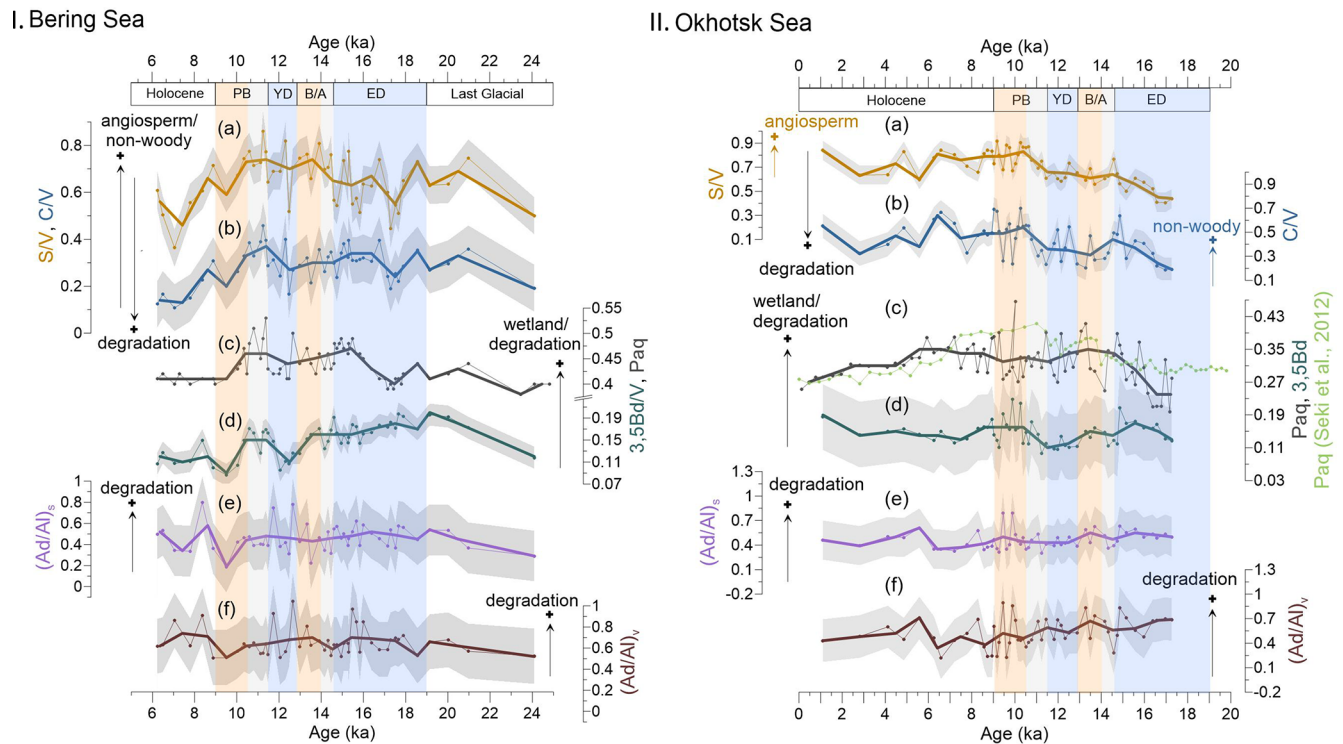 I. Bering Sea
Age (ka)
6 8 10 12 14 16 18 20 22 24
Holocene PB YD B/A ED Last Glacial
angiosperm/
non-woody
(a)
0.8
0.6
0.4
0.2
0
S/V, C/V
(b)
degradation
0.55
0.5
0.45
0.4
wetland/
degradation
(c)
0.19
0.15
0.11
0.07
3,5Bd/V, Paq
(d)
degradation
1
0.8
0.6
0.4
0.2
0
(Ad/Al)s
(e)
degradation
1
0.8
0.6
0.4
0.2
0
(Ad/Al)v
(f)
6 8 10 12 14 16 18 20 22 24
Age (ka)
II. Okhotsk Sea
Age (ka)
0 2 4 6 8 10 12 14 16 18 20
Holocene PB YD B/A ED
angiosperm
(a)
0.9
0.7
0.5
0.3
0.1
S/V
degradation
(b)
non-woody
0.9
0.7
0.5
0.3
0.1
C/V
wetland/
degradation
(c)
0.43
0.35
0.27
0.19
0.11
0.03
Paq, 3,5Bd
Paq (Seki et al., 2012)
(d)
degradation
1.3
1
0.7
0.4
0.1
-0.2
(Ad/Al)s
(e)
degradation
1.3
1
0.7
0.4
0.1
-0.2
(Ad/Al)v
(f)
0 2 4 6 8 10 12 14 16 18 20
Age (ka)